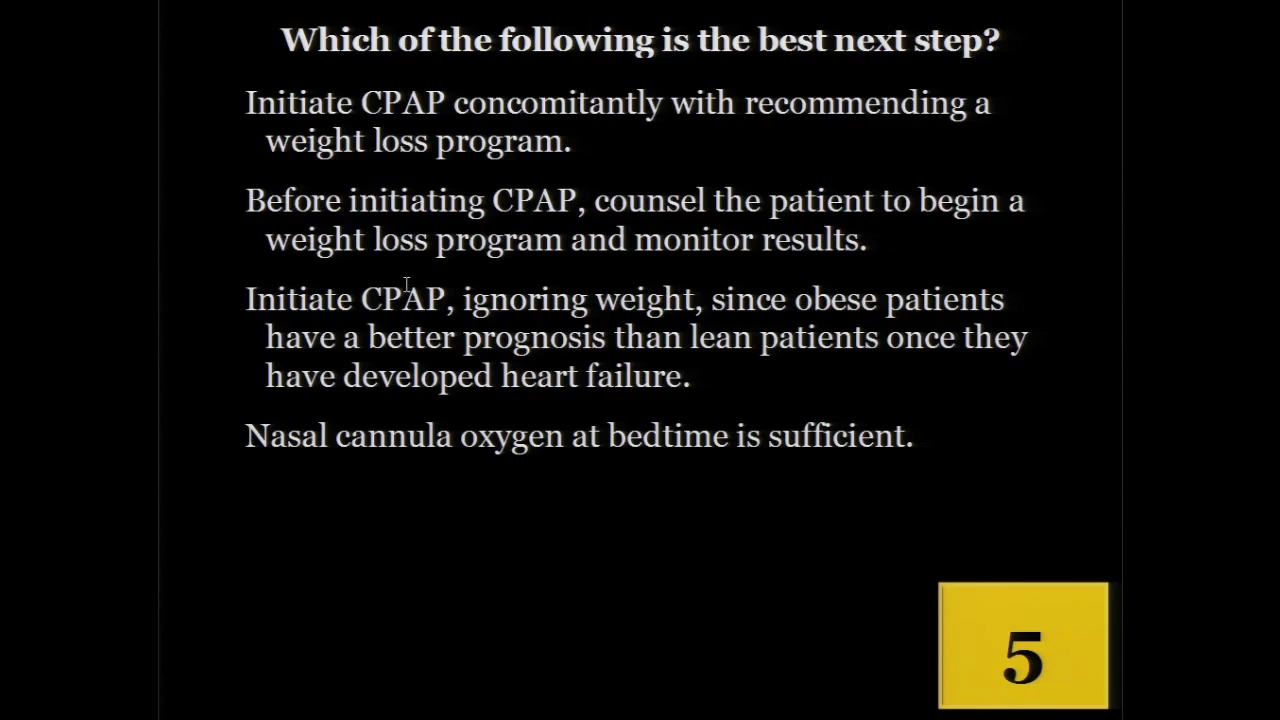 Which of the following is the best next step?
Initiate CPAP concomitantly with recommending a
weight loss program.
Before initiating CPAP, counsel the patient to begin a
weight loss program and monitor results.
Initiate CPAP, ignoring weight, since obese patients
have a better prognosis than lean patients once they
have developed heart failure.
Nasal cannula oxygen at bedtime is sufficient.
5